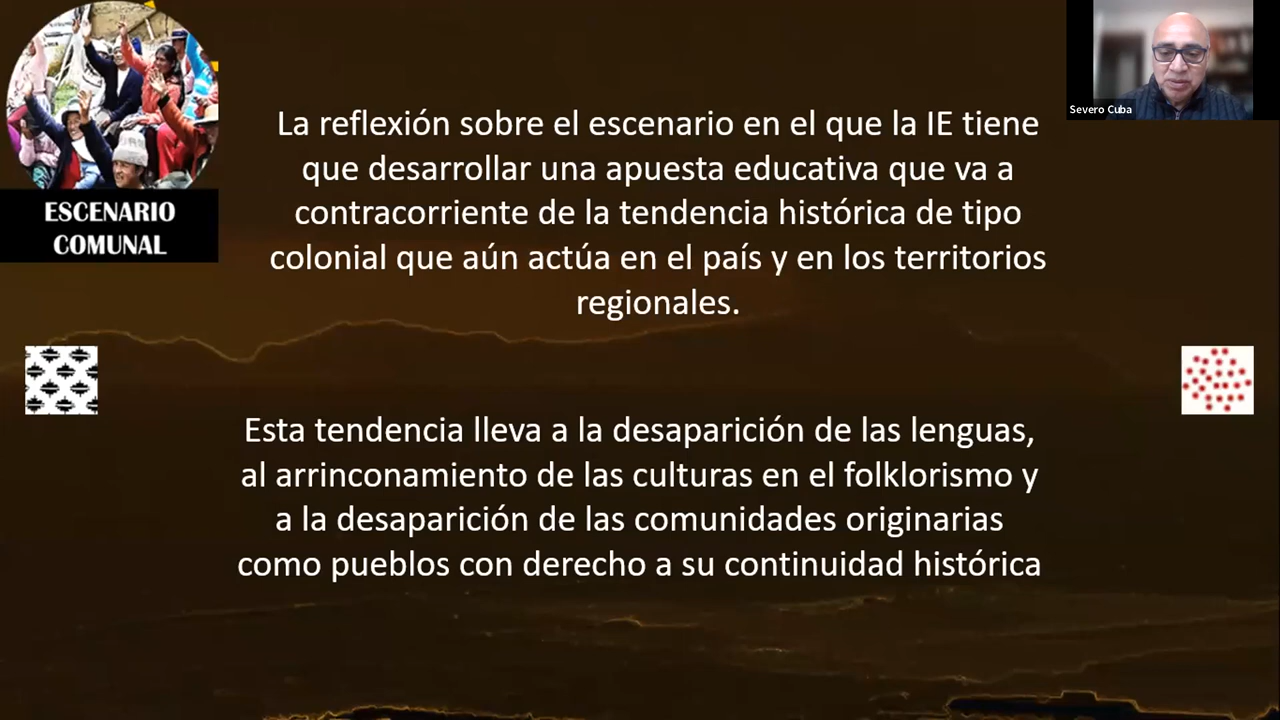 Severo Cuba
ESCENARIO
COMUNAL
La reflexión sobre el escenario en el que la IE tiene
que desarrollar una apuesta educativa que va a
contracorriente de la tendencia histórica de tipo
colonial que aún actúa en el país y en los territorios
regionales.
Esta tendencia lleva a la desaparición de las lenguas,
al arrinconamiento de las culturas en el folklorismo y
a la desaparición de las comunidades originarias
como pueblos con derecho a su continuidad histórica